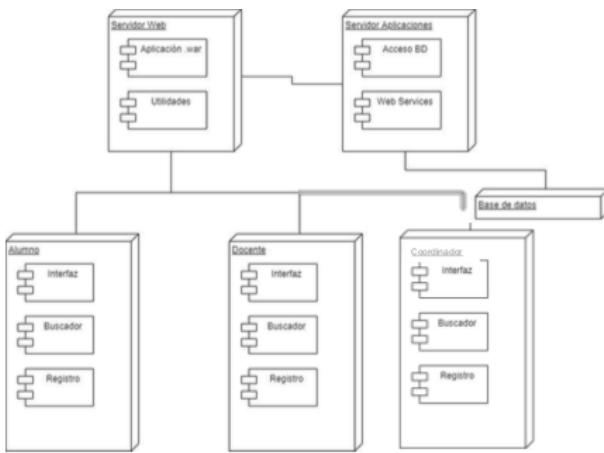 Servidor Web
Aplicación .war
Utilidades
Servidor Aplicaciones
Acceso BD
Web Services
Base de datos
Alumno
Interfaz
Buscador
Registro
Docente
Interfaz
Buscador
Registro
Coordinador
Interfaz
Buscador
Registro